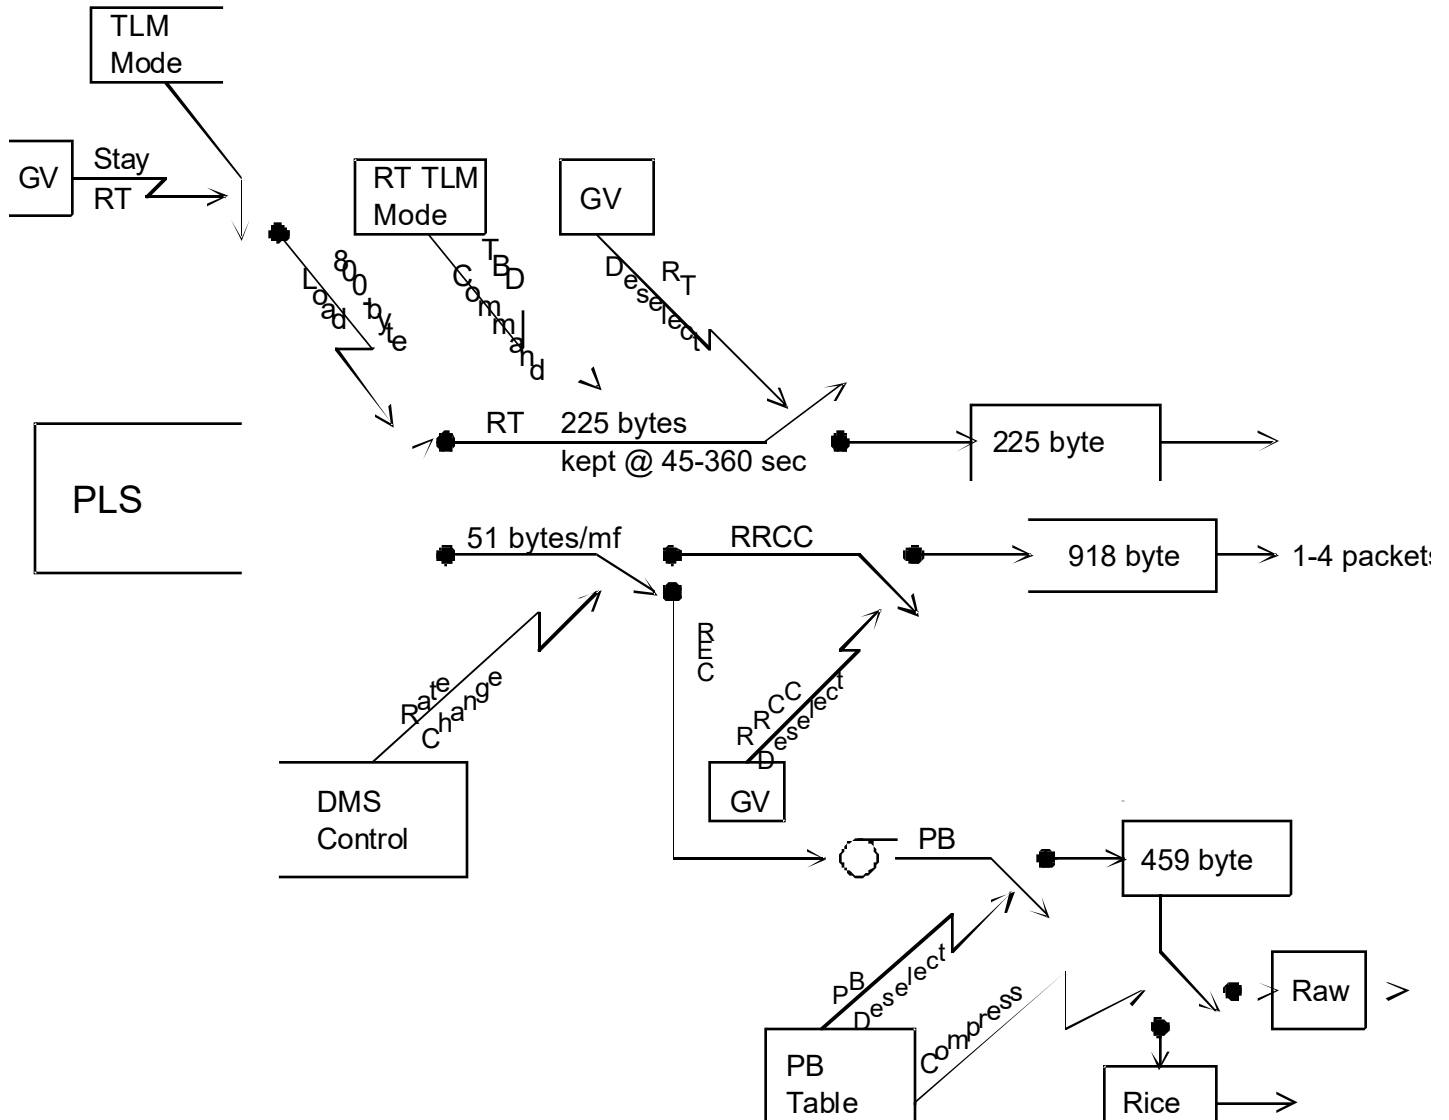 TLM
Mode
GV
Stay
RT
RT TLM
Mode
GV
800-byte
Load
TBD
Command
RT
Deselect
RT
225 bytes
kept @ 45-360 sec
225 byte
PLS
51 bytes/mf
RRCC
918 byte
1-4 packets
REC
Rate
Change
RRCC
Deselect
DMS
Control
GV
PB
459 byte
PB
Deselect
Compress
Raw
PB
Table
Rice